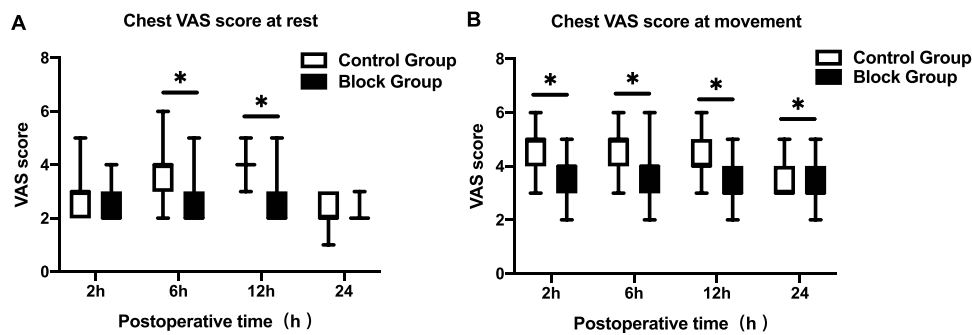 A
Chest VAS score at rest
Control Group
Block Group
VAS score
8
6
4
2
0
*
*
2h
6h
12h
24
Postoperative time（h）
B
Chest VAS score at movement
Control Group
Block Group
VAS score
8
6
4
2
0
*
*
*
*
2h
6h
12h
24
Postoperative time（h）